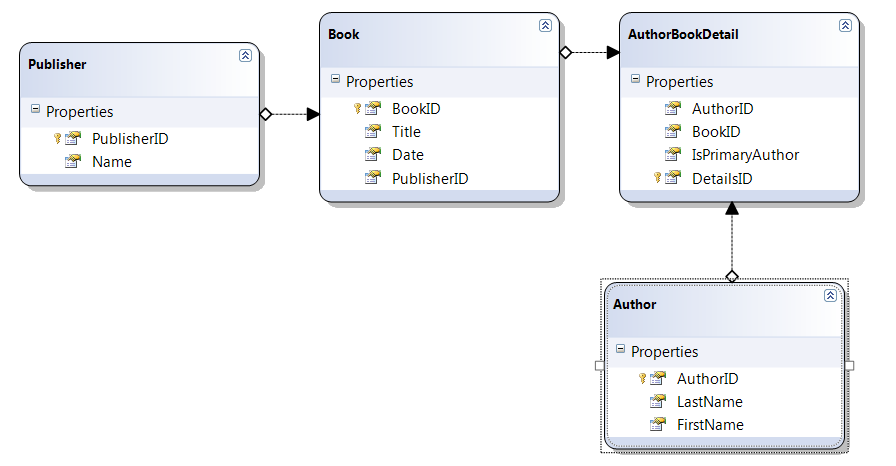 Publisher
Properties
PublisherID
Name
Book
Properties
BookID
Title
Date
PublisherID
AuthorBookDetail
Properties
AuthorID
BookID
IsPrimaryAuthor
DetailsID
Author
Properties
AuthorID
LastName
FirstName